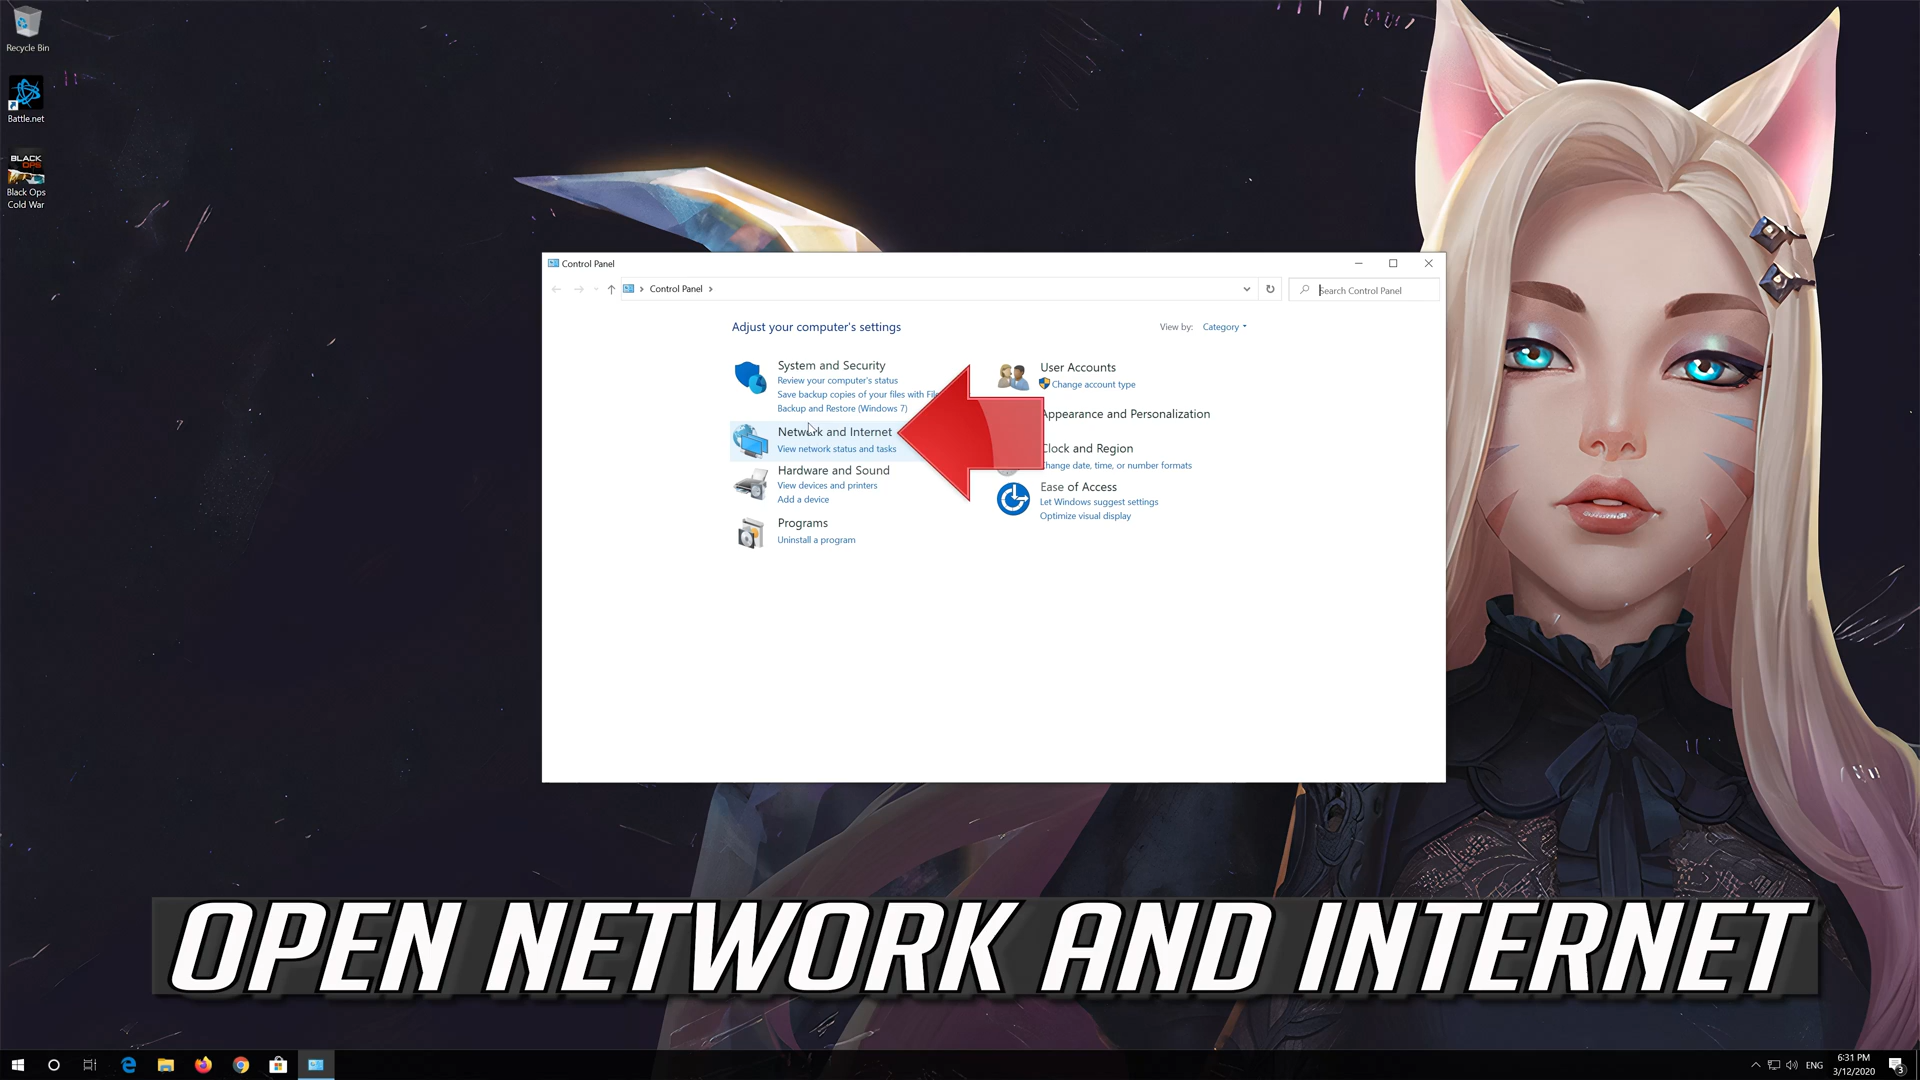 Recycle Bin
Battle.net
BLACK
OPS
Black Ops
Cold War
Control Panel
Control Panel
Search Control Panel
Adjust your computer's settings
View by: Category
System and Security
Review your computer's status
Save backup copies of your files with File
Backup and Restore (Windows 7)
Network and Internet
View network status and tasks
Hardware and Sound
View devices and printers
Add a device
Programs
Uninstall a program
User Accounts
Change account type
Appearance and Personalization
Clock and Region
Change date, time, or number formats
Ease of Access
Let Windows suggest settings
Optimize visual display
OPEN NETWORK AND INTERNET
ENG
6:31 PM
3/12/2020
3